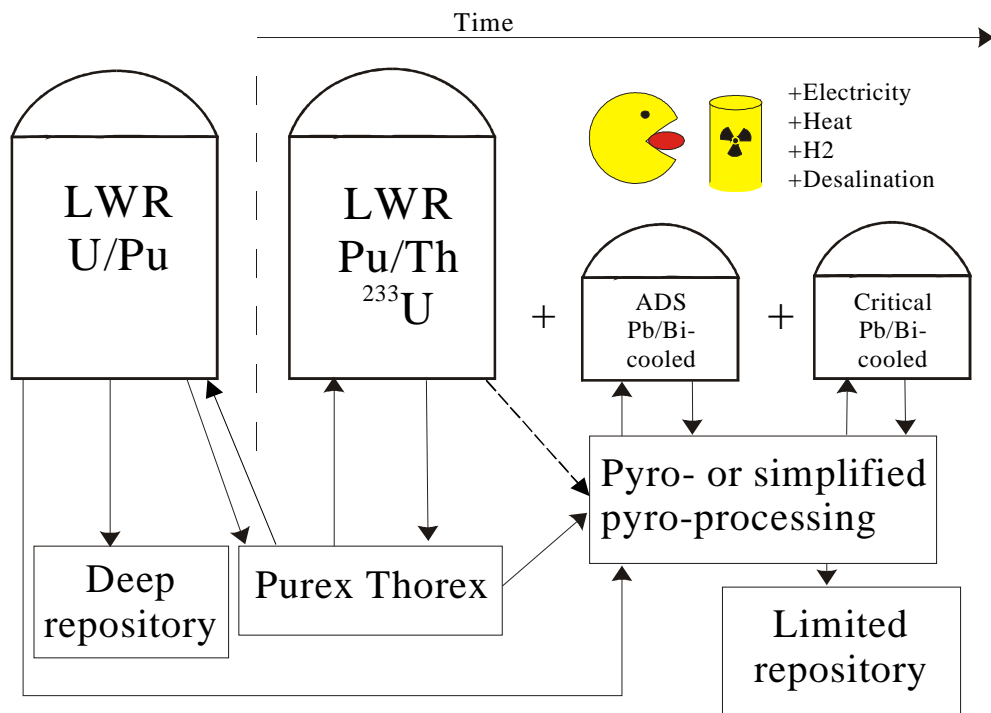 Time
+Electricity
+Heat
+H2
+Desalination
LWR
U/Pu
LWR
Pu/Th
²³³U
+
ADS
Pb/Bi-
cooled
+
Critical
Pb/Bi-
cooled
Pyro- or simplified
pyro-processing
Deep
repository
Purex Thorex
Limited
repository